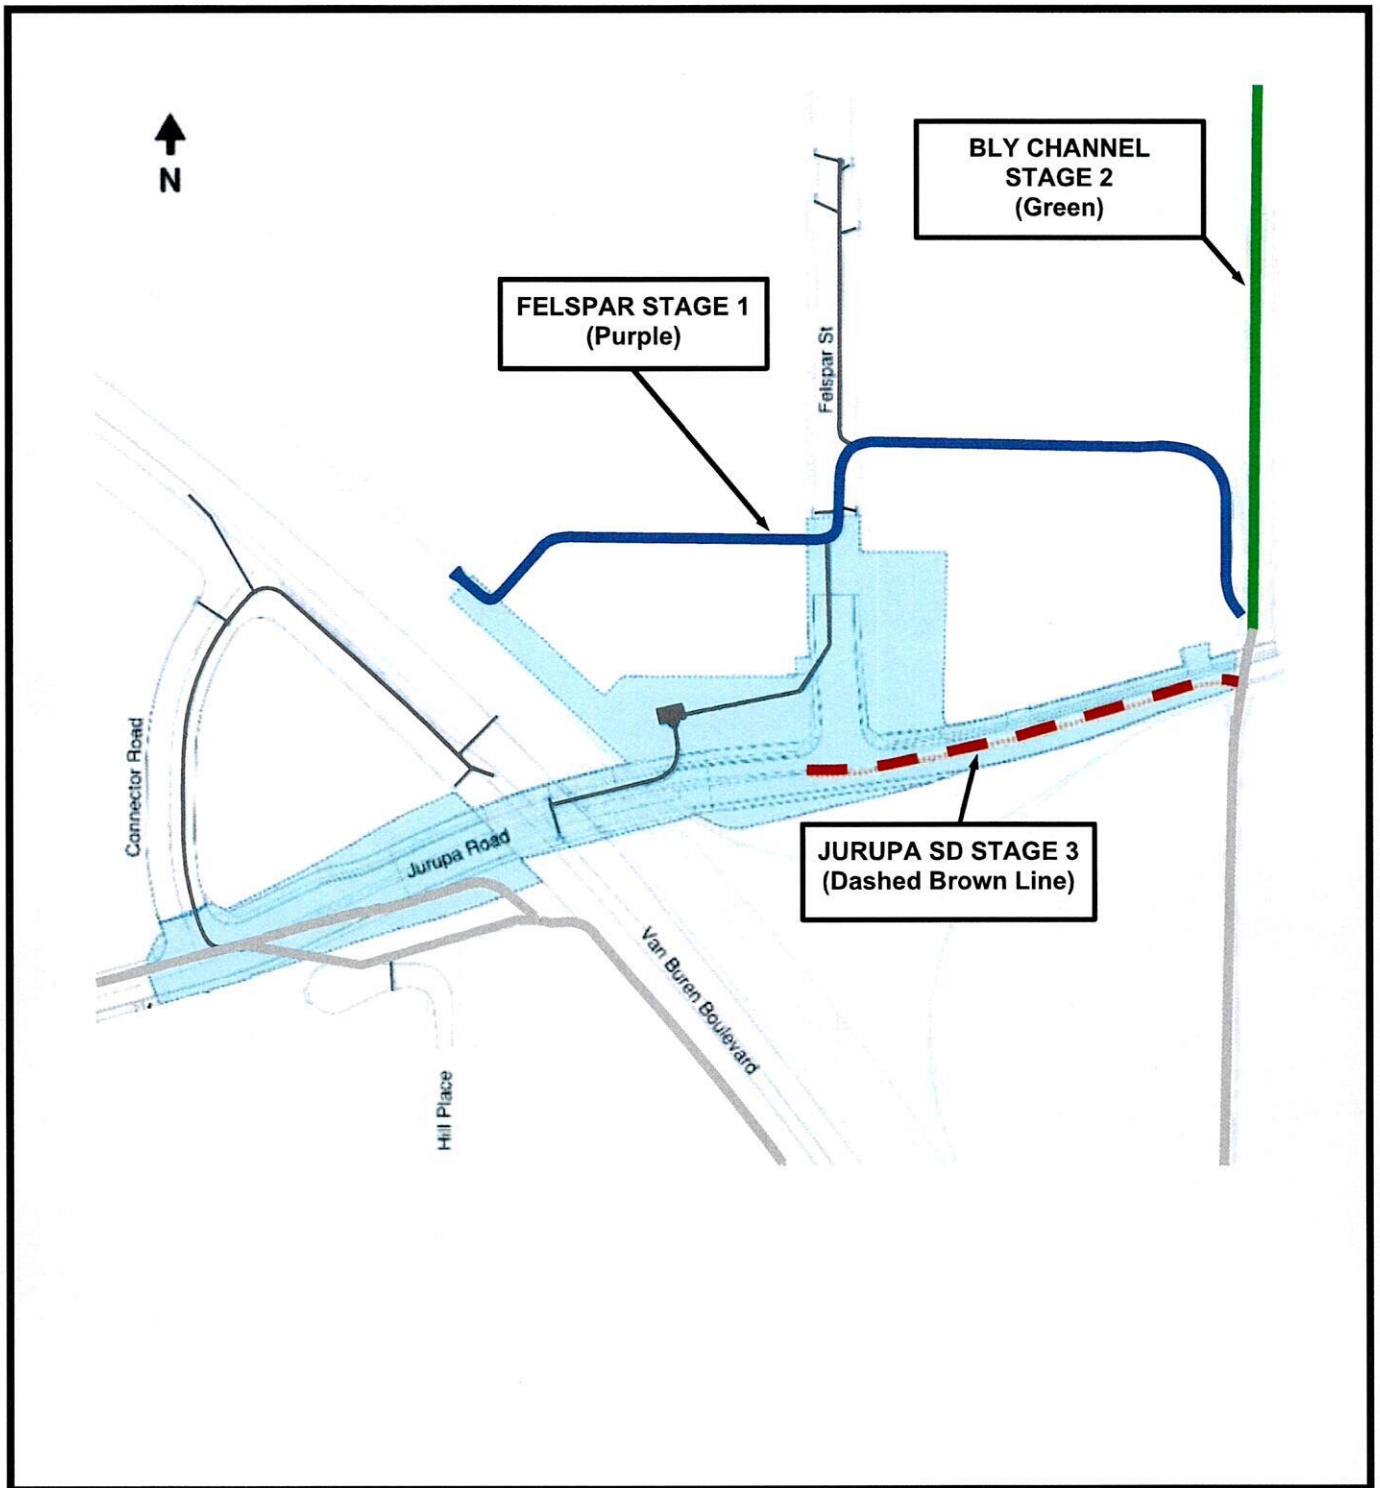 N
BLY CHANNEL
STAGE 2
(Green)
FELSPAR STAGE 1
(Purple)
Felspar St
Connector Road
Jurupa Road
JURUPA SD STAGE 3
(Dashed Brown Line)
Van Buren Boulevard
Hill Place